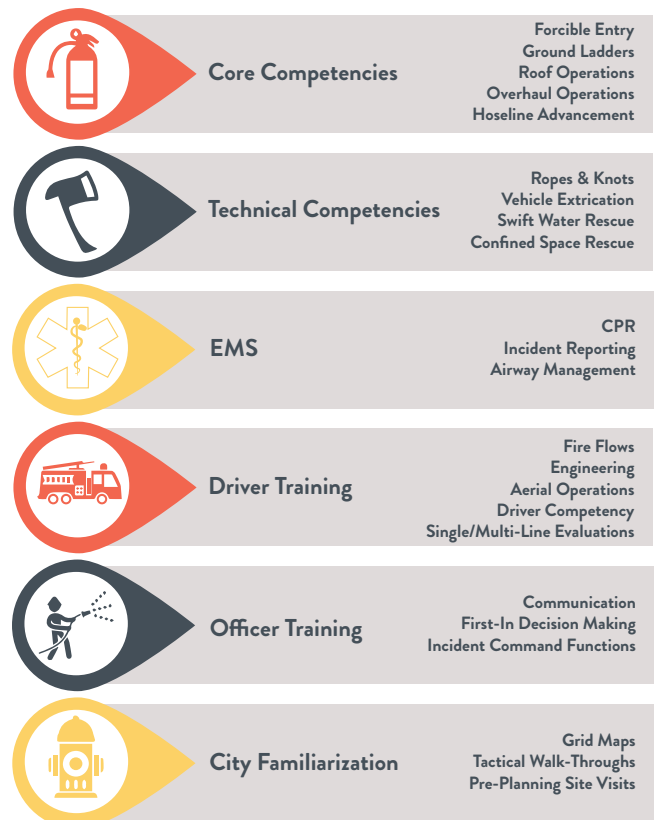 Core Competencies
Forcible Entry
Ground Ladders
Roof Operations
Overhaul Operations
Hoseline Advancement
Technical Competencies
Ropes & Knots
Vehicle Extrication
Swift Water Rescue
Confined Space Rescue
EMS
CPR
Incident Reporting
Airway Management
Driver Training
Fire Flows
Engineering
Aerial Operations
Driver Competency
Single/Multi-Line Evaluations
Officer Training
Communication
First-In Decision Making
Incident Command Functions
City Familiarization
Grid Maps
Tactical Walk-Throughs
Pre-Planning Site Visits